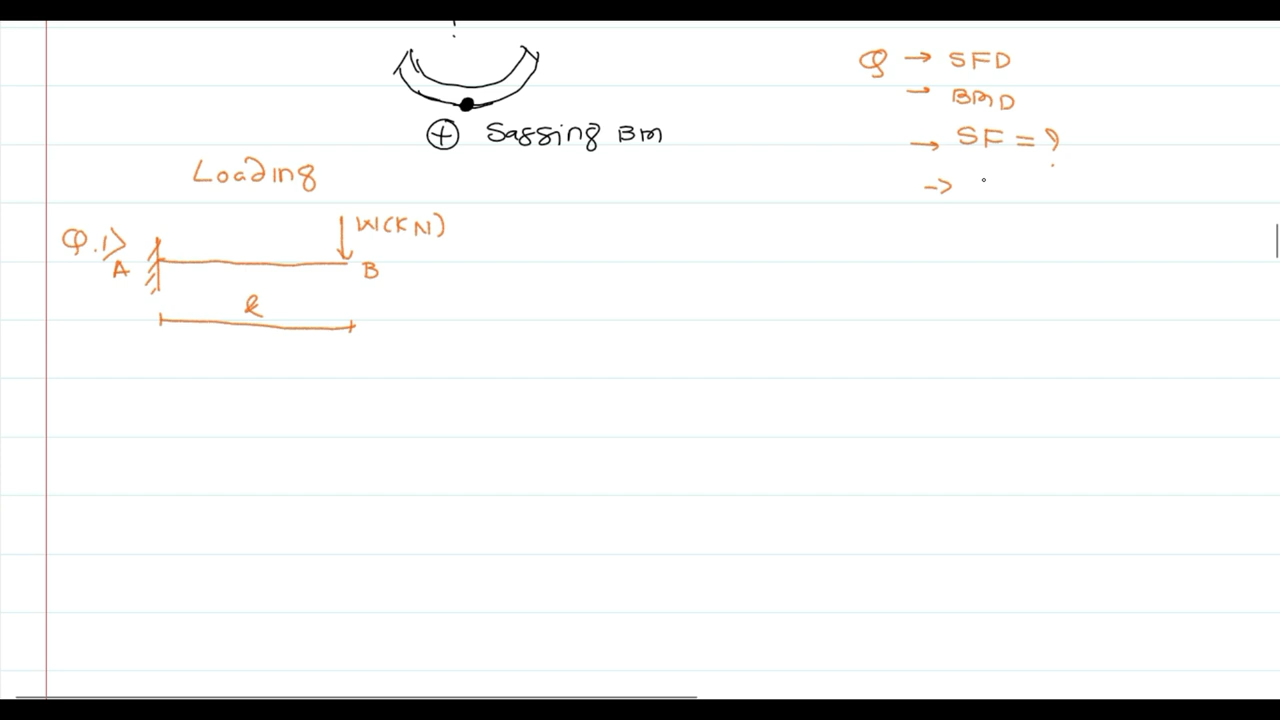 ⊕ Sagging BM
Loading
Q.1>
W(KN)
A
B
l
Q → SFD
→ BMD
→ SF = ?
→